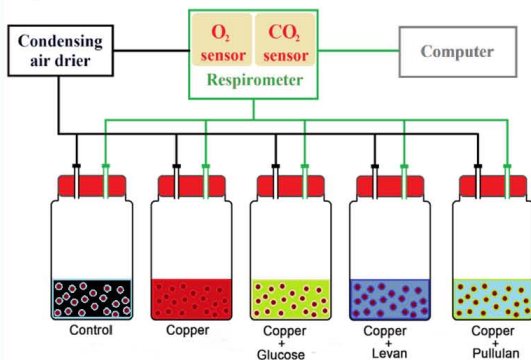 Condensing
air drier
O2
sensor
CO2
sensor
Respirometer
Computer
Control
Copper
Copper
+
Glucose
Copper
+
Levan
Copper
+
Pullulan